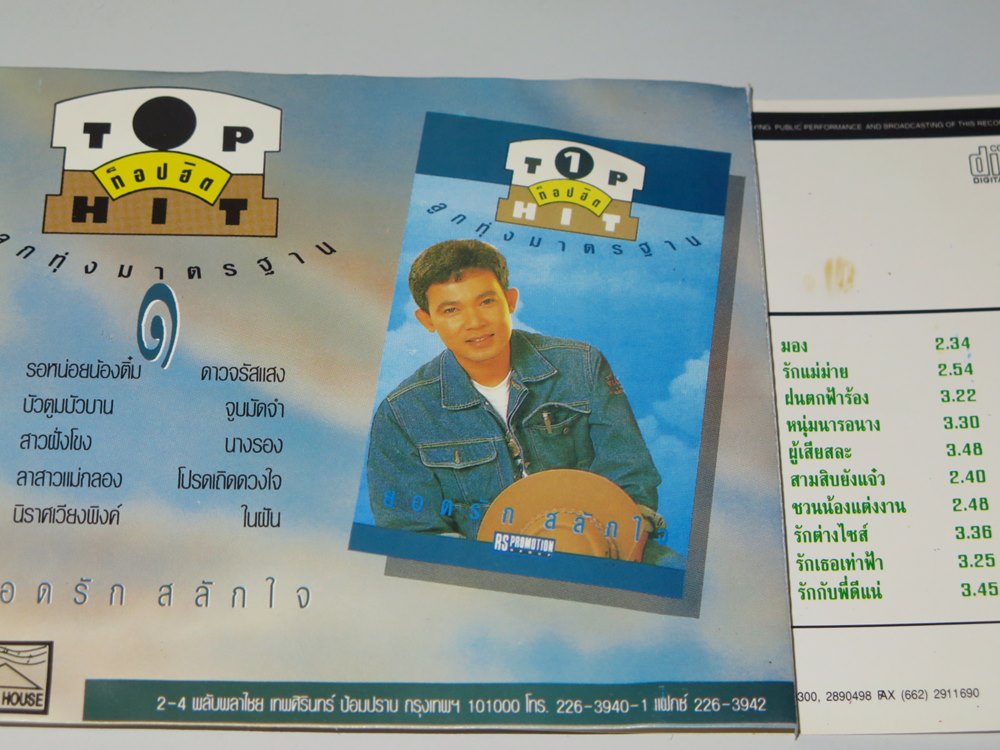 TOP
ท็อปฮิต
HIT
ลูกทุ่งมาตรฐาน
๑
รอหน่อยน้องติ๋ม ดาวจรัสแสง
บัวตูมบัวบาน จูบมัดจำ
สาวฝั่งโขง นางรอง
ลาสาวแม่กลอง โปรดเถิดดวงใจ
นิราศเวียงพิงค์ ในฝัน
ยอดรัก สลักใจ
HOUSE
2-4 พลับพลาไชย เทพศิรินทร์ ป้อมปราบ กรุงเทพฯ 101000 โทร. 226-3940-1 แฟ็กซ์ 226-3942
TOP
1
ท็อปฮิต
HIT
ลูกทุ่งมาตรฐาน
ยอดรัก สลักใจ
RS PROMOTION
GROUP
YING. PUBLIC PERFORMANCE AND BROADCASTING OF THIS RECO
CO
DIGITA
มอง 2.34
รักแม่ม่าย 2.54
ฝนตกฟ้าร้อง 3.22
หนุ่มนารอนาง 3.30
ผู้เสียสละ 3.48
สามสิบยังแจ๋ว 2.40
ชวนน้องแต่งงาน 2.48
รักต่างไซส์ 3.36
รักเธอเท่าฟ้า 3.25
รักกับพี่ดีแน่ 3.45
300, 2890498 FAX (662) 2911690